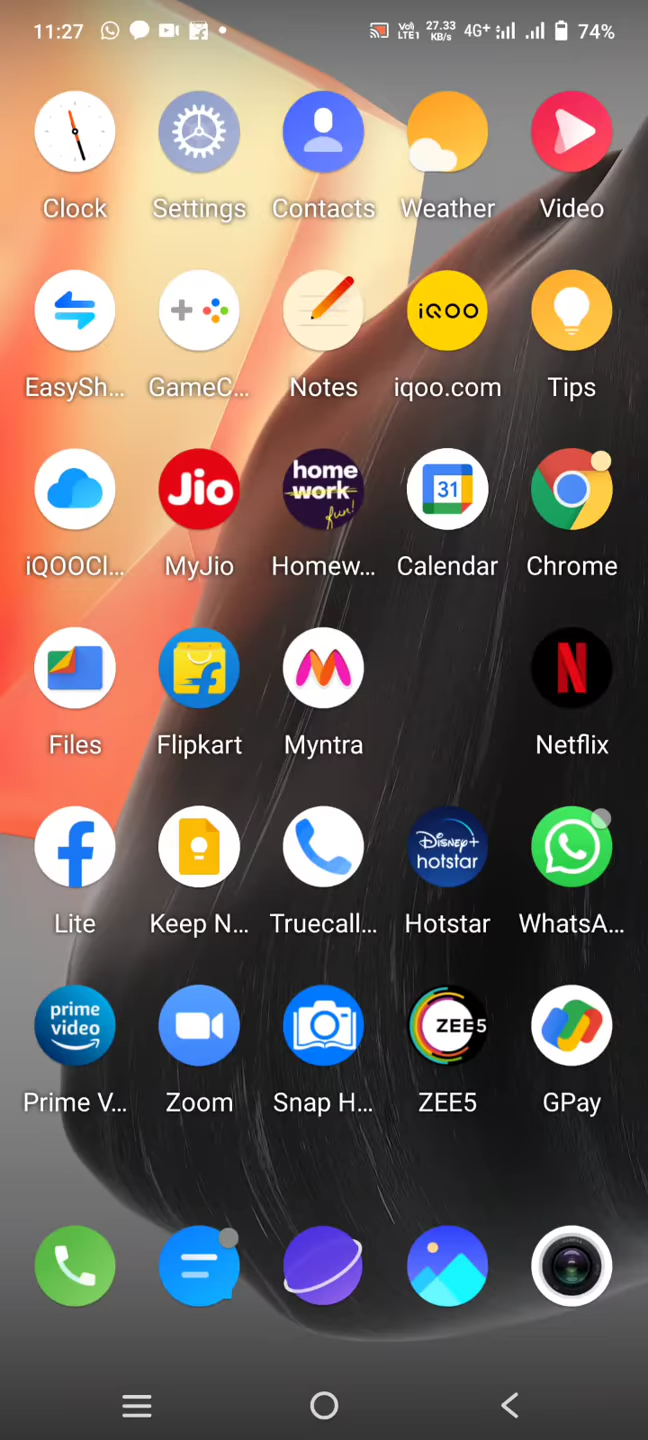 11:27 Vo) LTE1 27.33 KB/s 4G+ 74%
Clock Settings Contacts Weather Video
iQOO
EasySh... GameC... Notes iqoo.com Tips
Jio home work fun! 31
iQOOCl... MyJio Homew... Calendar Chrome
Files Flipkart Myntra Netflix
Disney+ hotstar
Lite Keep N... Truecall... Hotstar WhatsA...
prime video ZEE5
Prime V... Zoom Snap H... ZEE5 GPay